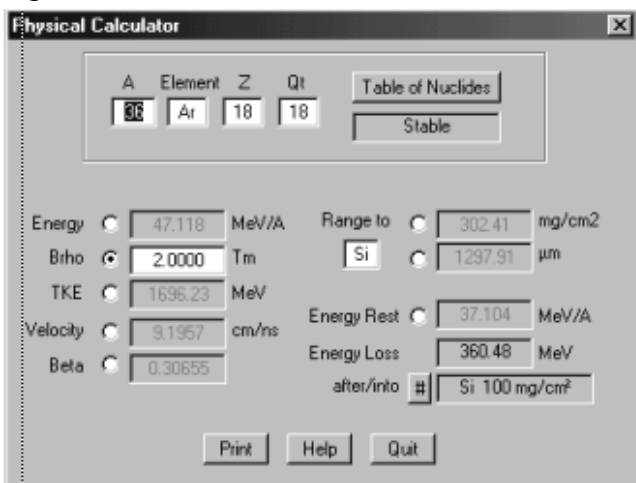 Physical Calculator
A Element Z Qt
36 Ar 18 18
Table of Nuclides
Stable
Energy 47.118 MeV/A
Brho 2.0000 Tm
TKE 1696.23 MeV
Velocity 9.1957 cm/ns
Beta 0.30655
Range to 302.41 mg/cm2
Si 1297.91 µm
Energy Rest 37.104 MeV/A
Energy Loss 360.48 MeV
after/into # Si 100 mg/cm²
Print Help Quit